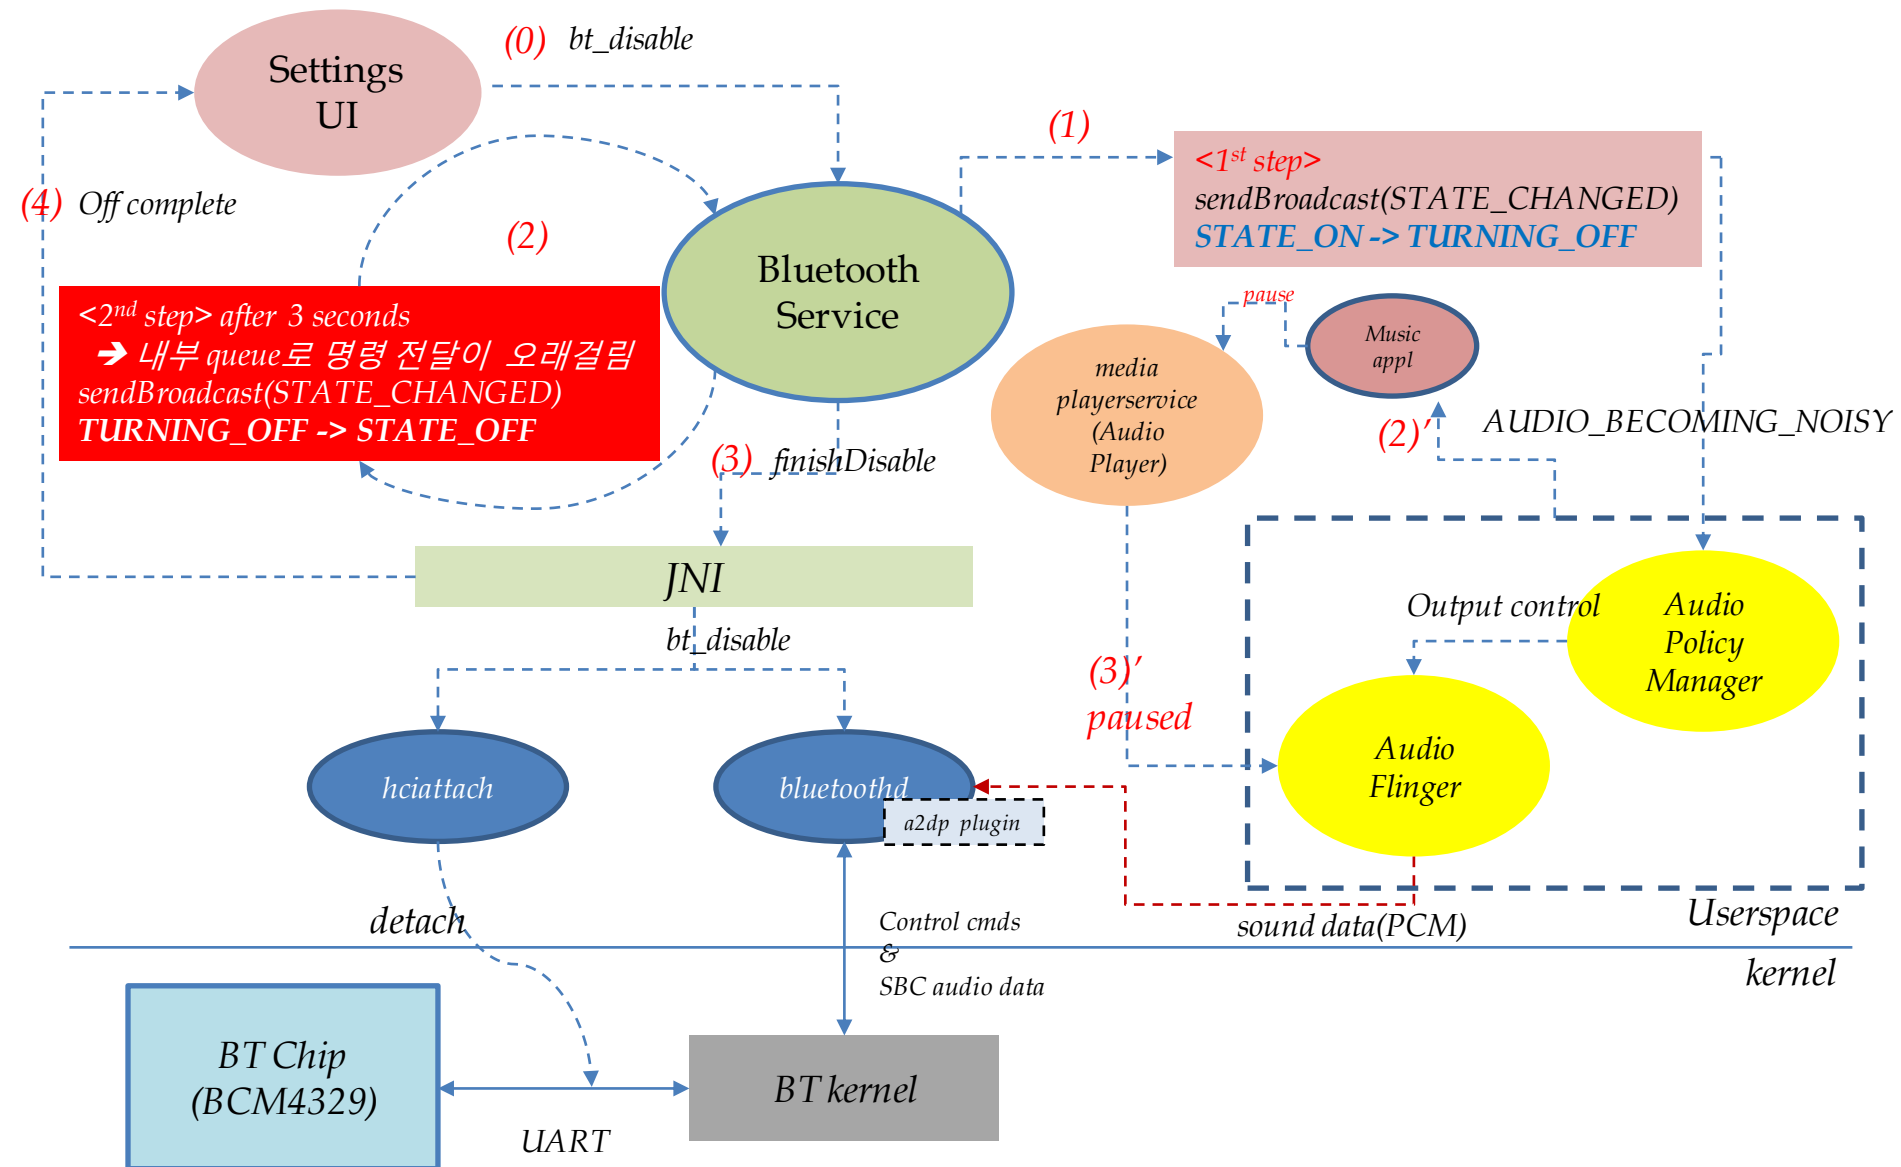 (0) bt_disable
Settings
UI
(1)
<1st step>
sendBroadcast(STATE_CHANGED)
STATE_ON -> TURNING_OFF
(4) Off complete
(2)
Bluetooth
Service
<2nd step> after 3 seconds
➔ 내부 queue로 명령 전달이 오래걸림
sendBroadcast(STATE_CHANGED)
TURNING_OFF -> STATE_OFF
pause
Music
appl
media
playerservice
(Audio
Player)
(2)’ AUDIO_BECOMING_NOISY
(3) finishDisable
JNI
bt_disable
Output control
Audio
Policy
Manager
(3)’
paused
Audio
Flinger
hciattach
bluetoothd
a2dp plugin
detach
Control cmds
&
SBC audio data
sound data(PCM)
Userspace
kernel
BT Chip
(BCM4329)
BT kernel
UART